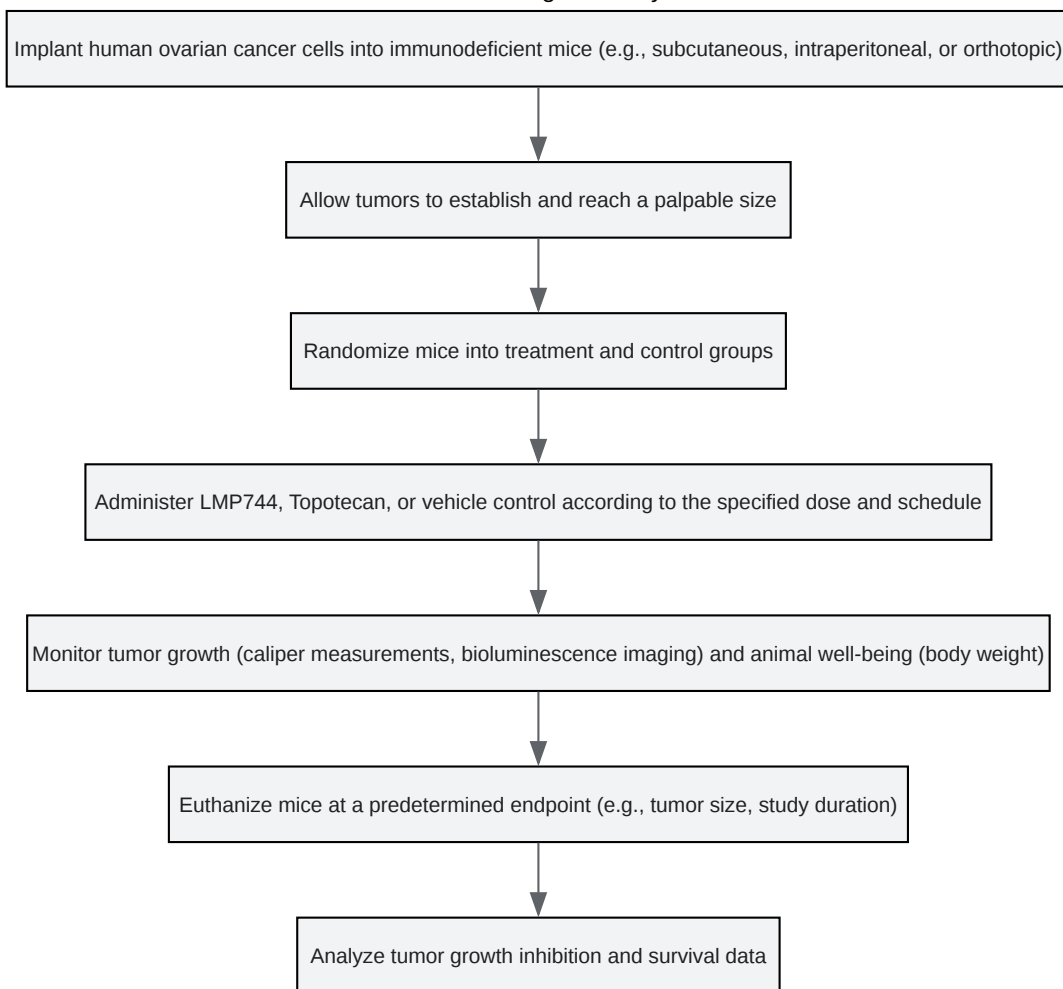 Implant human ovarian cancer cells into immunodeficient mice (e.g., subcutaneous, intraperitoneal, or orthotopic)
Allow tumors to establish and reach a palpable size
Randomize mice into treatment and control groups
Administer LMP744, Topotecan, or vehicle control according to the specified dose and schedule
Monitor tumor growth (caliper measurements, bioluminescence imaging) and animal well-being (body weight)
Euthanize mice at a predetermined endpoint (e.g., tumor size, study duration)
Analyze tumor growth inhibition and survival data